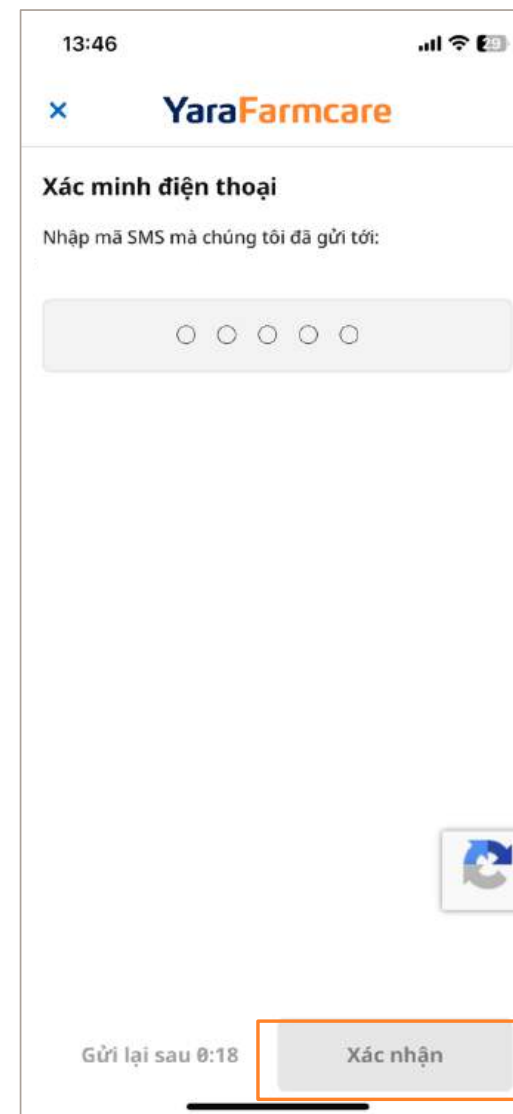 13:46
29
× YaraFarmcare
Xác minh điện thoại
Nhập mã SMS mà chúng tôi đã gửi tới:
Gửi lại sau 0:18
Xác nhận